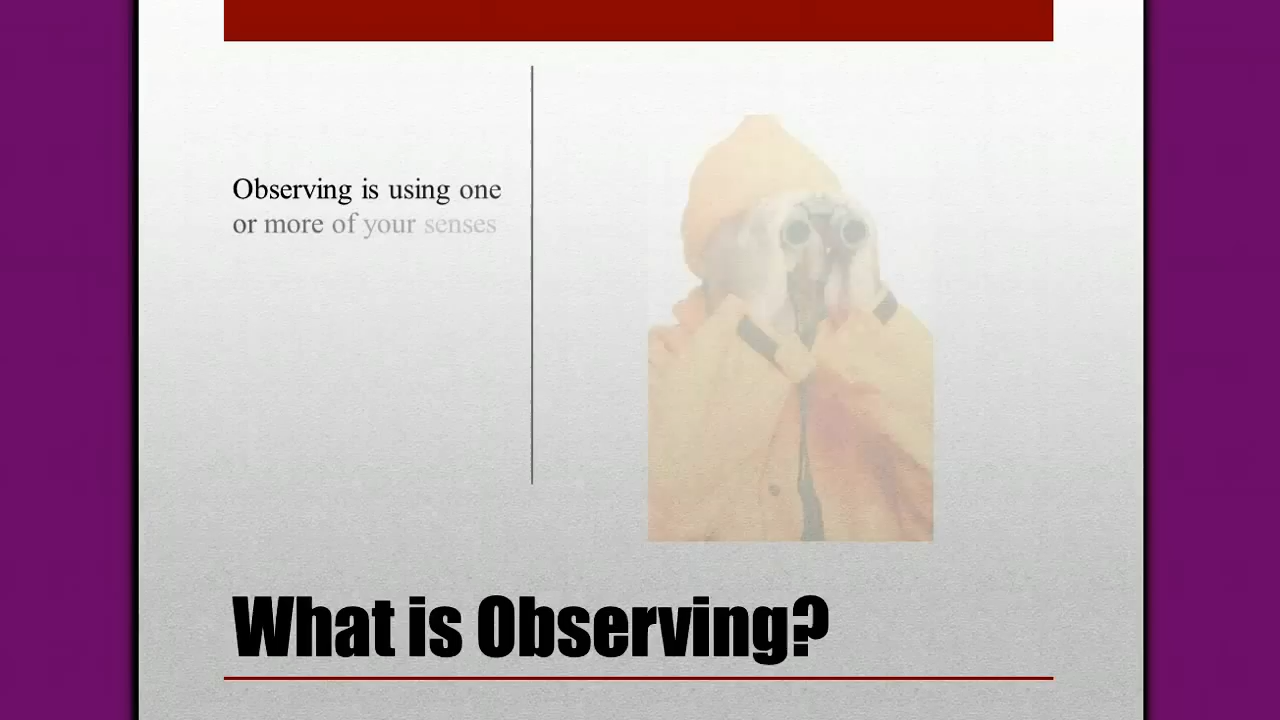 Observing is using one
or more of your senses
What is Observing?